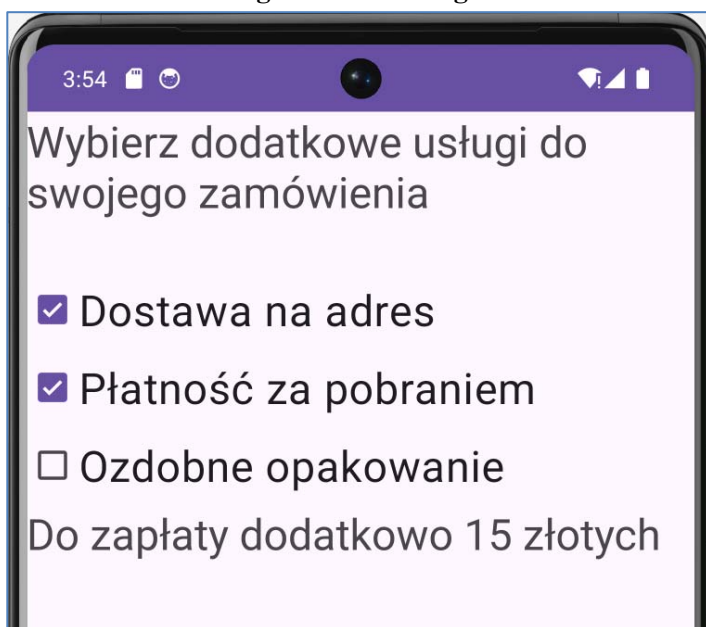 3:54
Wybierz dodatkowe usługi do
swojego zamówienia
Dostawa na adres
Płatność za pobraniem
Ozdobne opakowanie
Do zapłaty dodatkowo 15 złotych